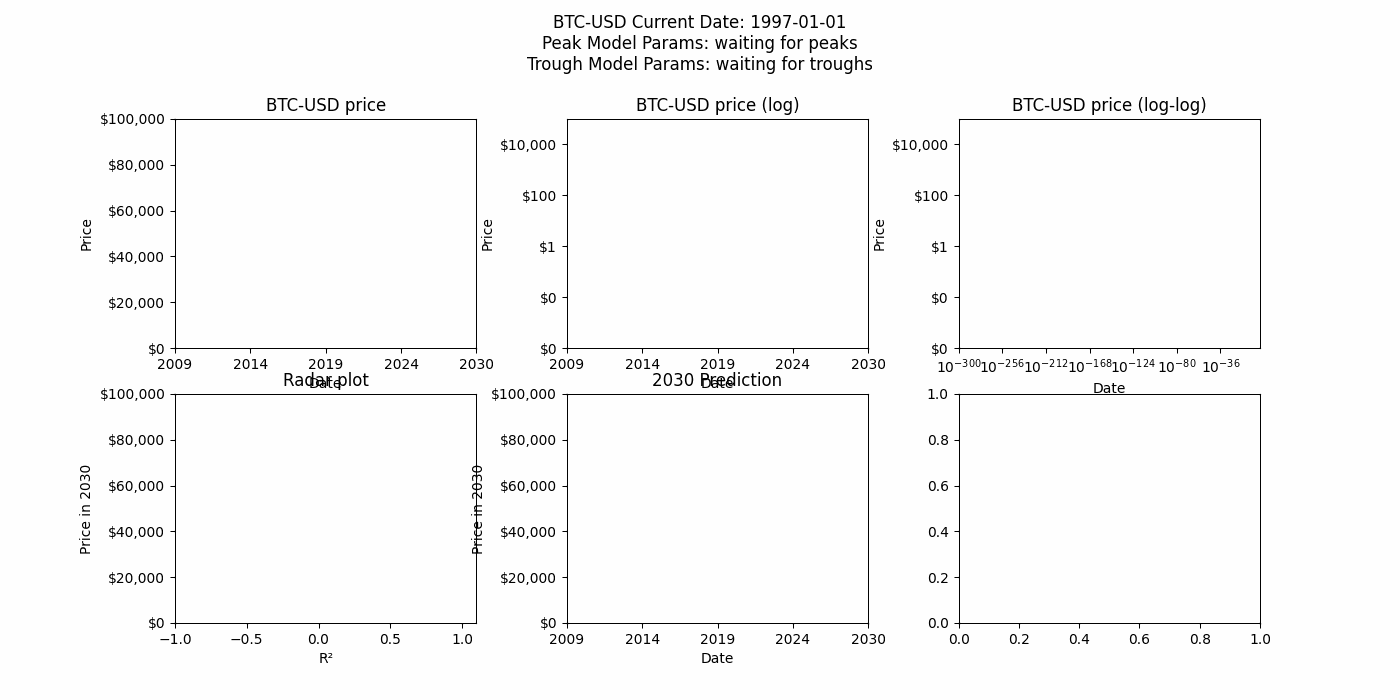 BTC-USD Current Date: 1997-01-01
Peak Model Params: waiting for peaks
Trough Model Params: waiting for troughs
BTC-USD price
$100,000
$80,000
$60,000
$40,000
$20,000
$0
Price
2009 2014 2019 2024 2030
Date
BTC-USD price (log)
$10,000
$100
$1
$0
$0
Price
2009 2014 2019 2024 2030
Date
BTC-USD price (log-log)
$10,000
$100
$1
$0
$0
Price
10⁻³⁰⁰ 10⁻²⁵⁶ 10⁻²¹² 10⁻¹⁶⁸ 10⁻¹²⁴ 10⁻⁸⁰ 10⁻³⁶
Date
Radar plot
$100,000
$80,000
$60,000
$40,000
$20,000
$0
Price in 2030
−1.0 −0.5 0.0 0.5 1.0
R²
2030 Prediction
$100,000
$80,000
$60,000
$40,000
$20,000
$0
Price in 2030
2009 2014 2019 2024 2030
Date
1.0
0.8
0.6
0.4
0.2
0.0
0.0 0.2 0.4 0.6 0.8 1.0